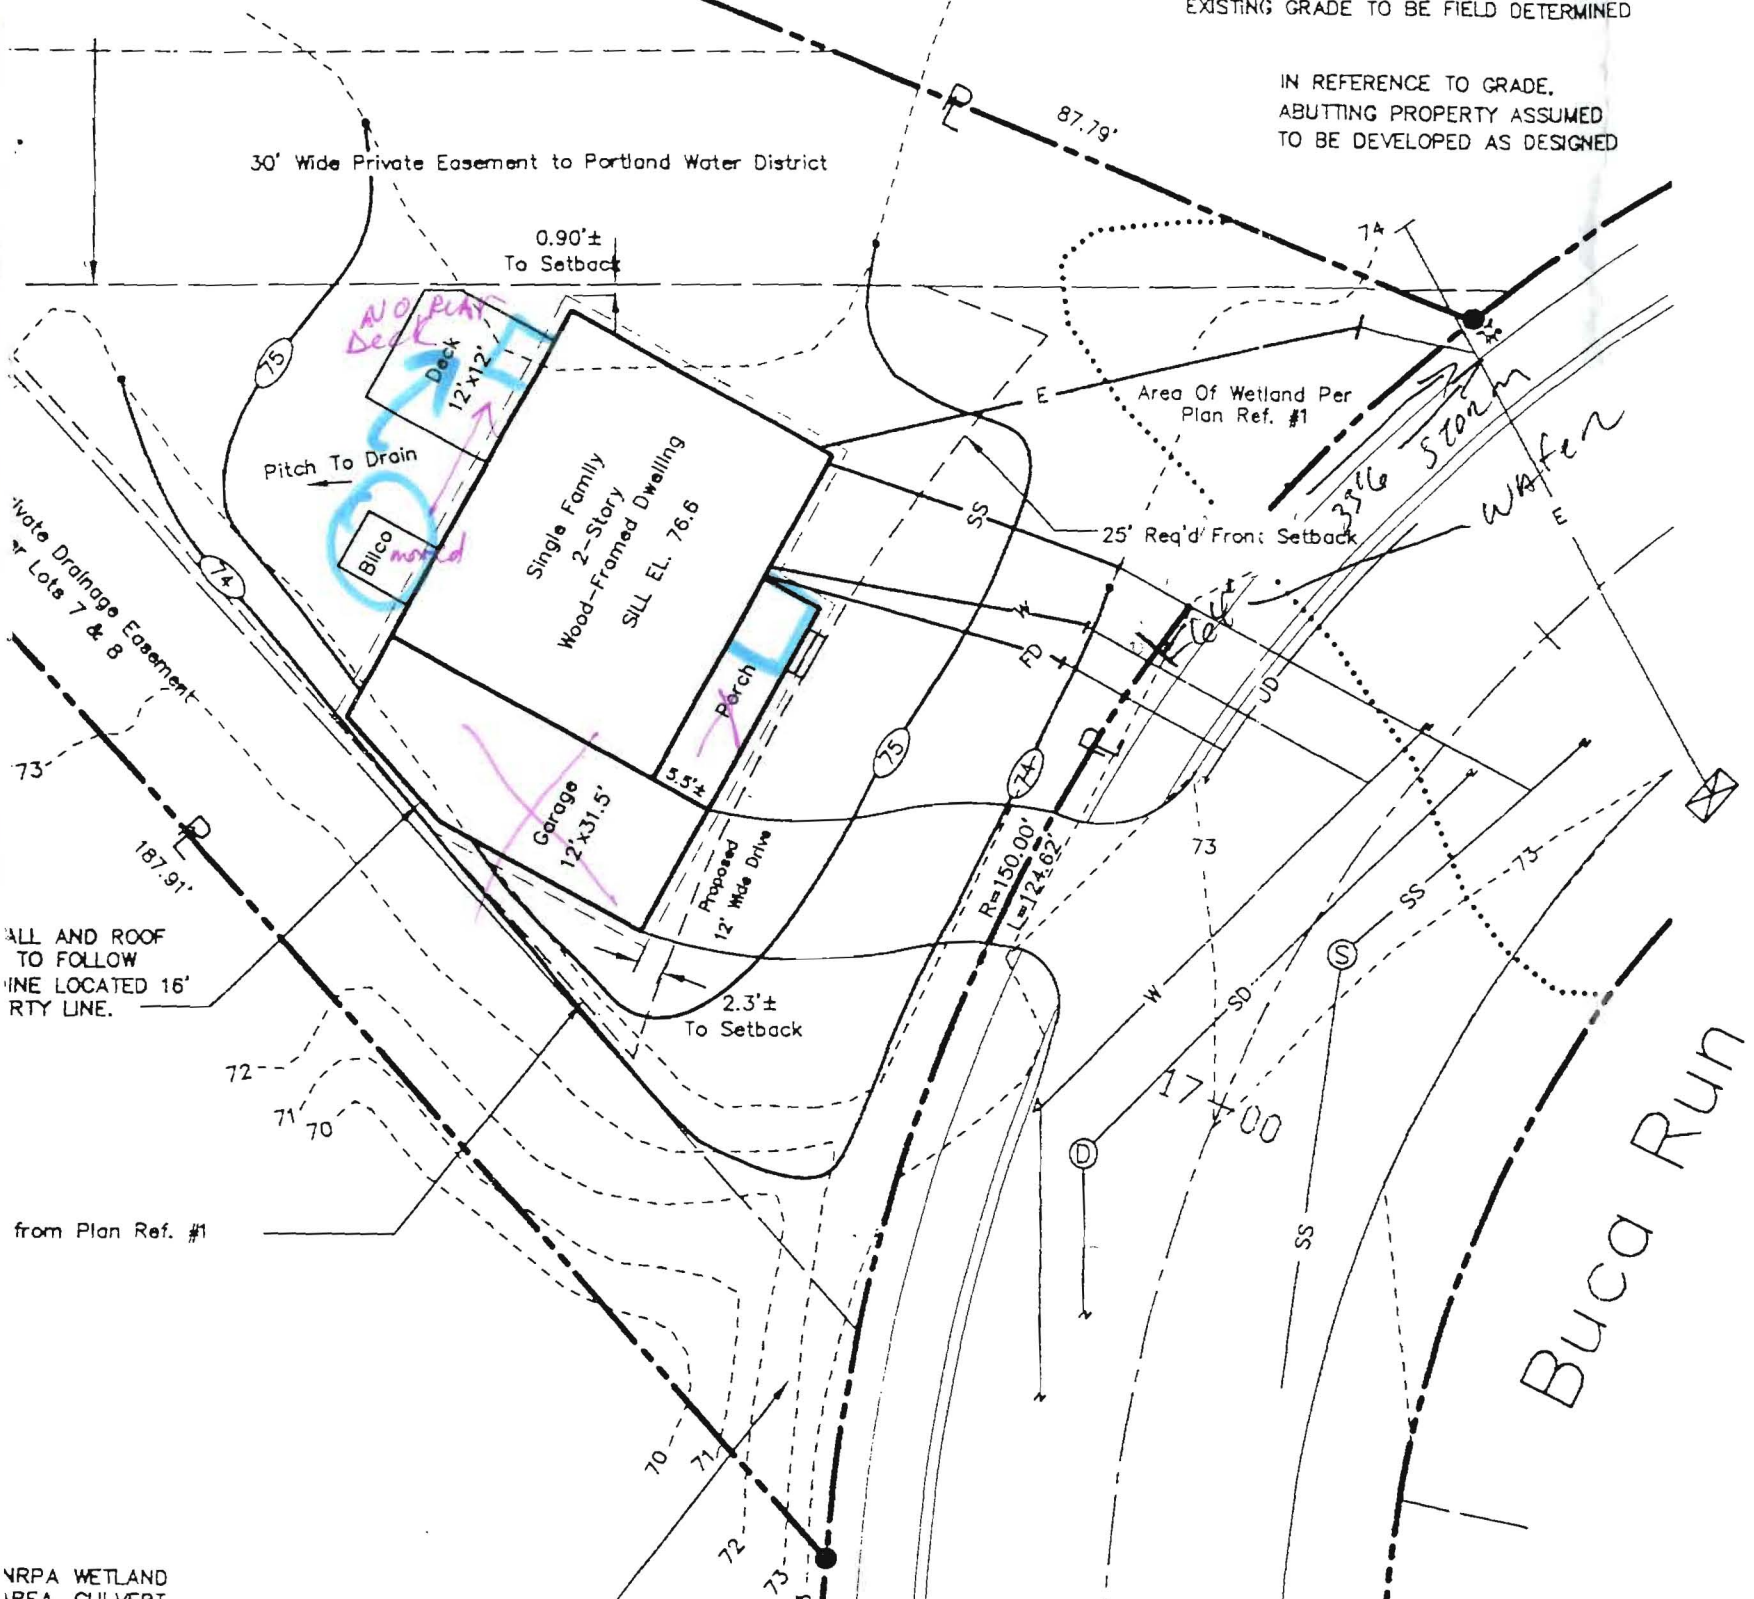 EXISTING GRADE TO BE FIELD DETERMINED
IN REFERENCE TO GRADE,
ABUTTING PROPERTY ASSUMED
TO BE DEVELOPED AS DESIGNED
87.79'
30' Wide Private Easement to Portland Water District
0.90'±
To Setback
74
NO REAR
Deck
Deck
12'x12'
75
Pitch To Drain
Bilco
moved
74
Private Drainage Easement
Lots 7 & 8
Single Family
2-Story
Wood-Framed Dwelling
SILL EL. 76.6
E
Area Of Wetland Per
Plan Ref. #1
STORM
Water
E
SS
25' Req'd Front Setback
W
FD
UD
Porch
5.5'±
Garage
12'x31.5'
Proposed
12' Wide Drive
75
74
R=150.00'
L=124.62'
73
73
73
187.91'
ALL AND ROOF
TO FOLLOW
INE LOCATED 16'
RTY LINE.
2.3'±
To Setback
SS
S
W
SD
17+00
D
SS
72
71
70
from Plan Ref. #1
Buca Run
70
71
72
73
NRPA WETLAND